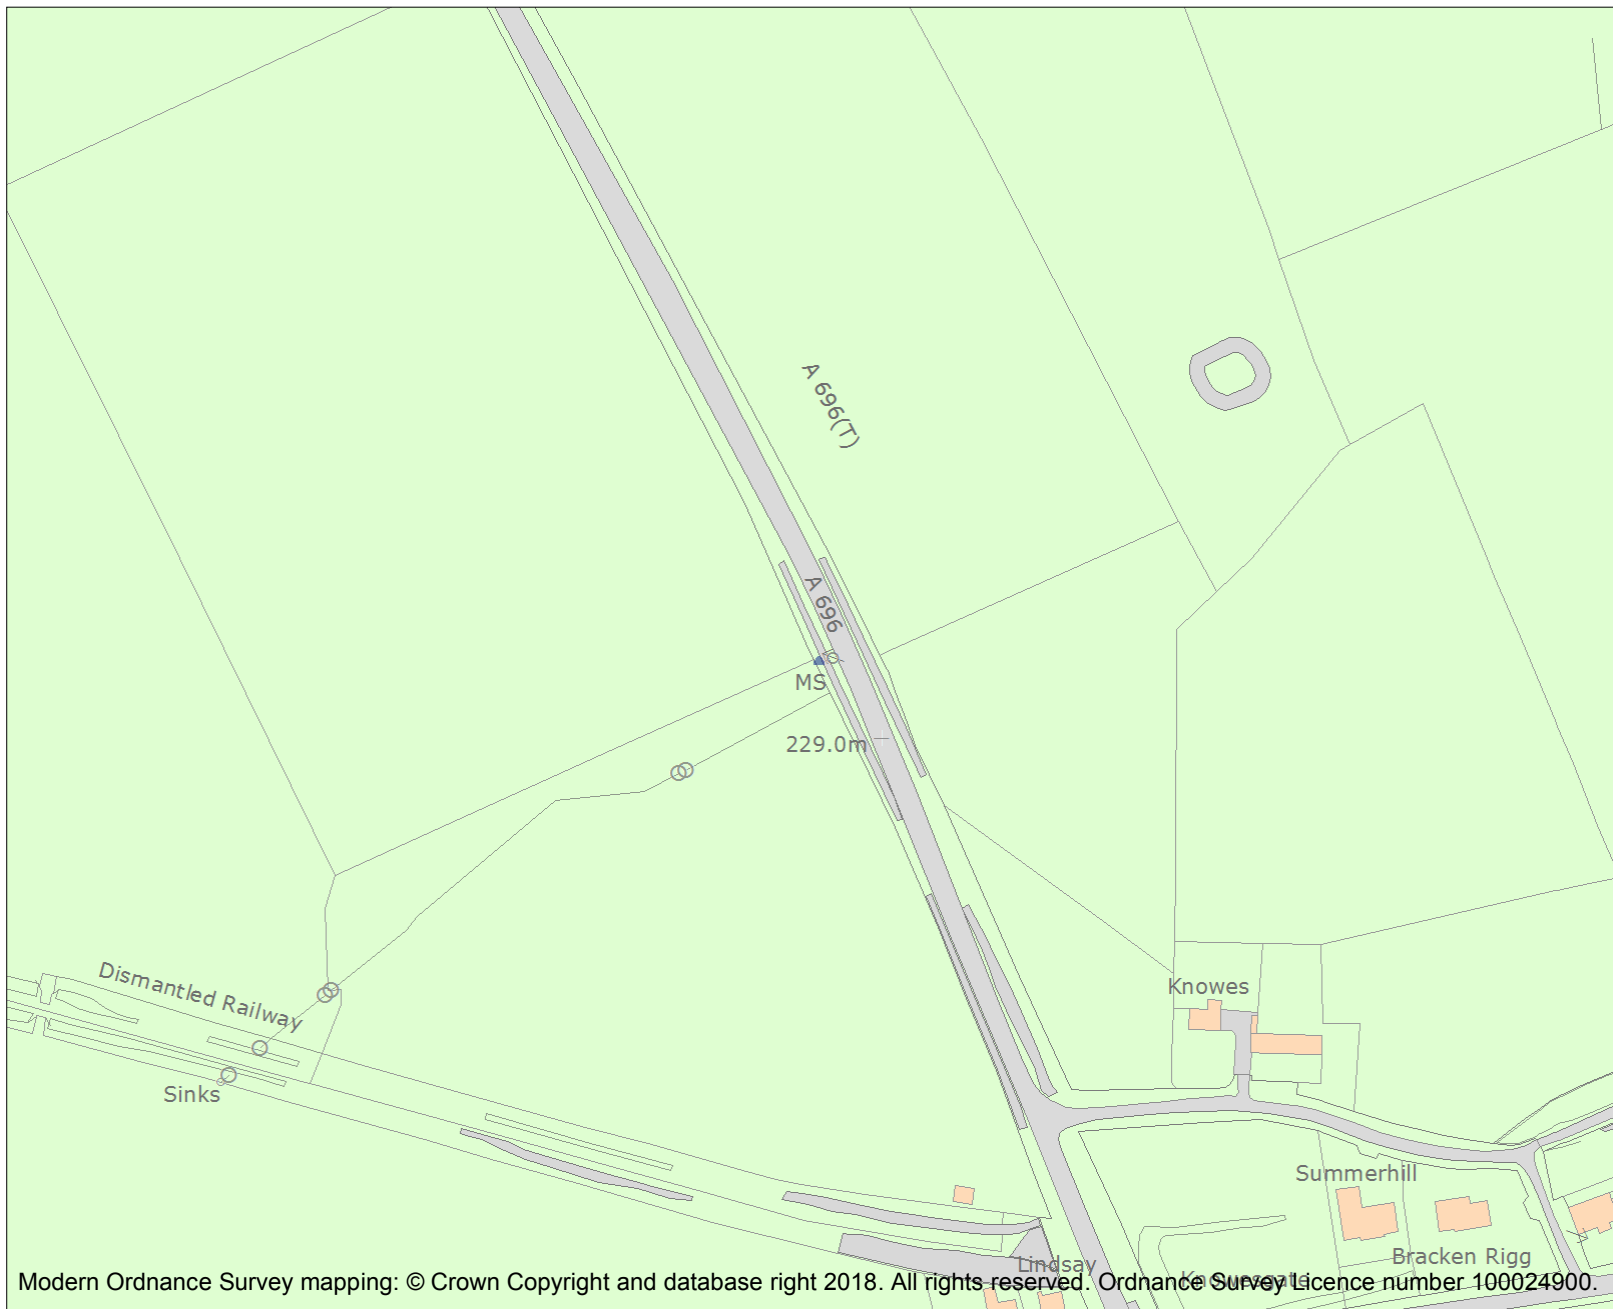 A 696(T)
A 696
MS
229.0m
Dismantled Railway
Knowes
Sinks
Summerhill
Bracken Rigg
Lindsay
Knowesgate
Modern Ordnance Survey mapping: © Crown Copyright and database right 2018. All rights reserved. Ordnance Survey Licence number 100024900.